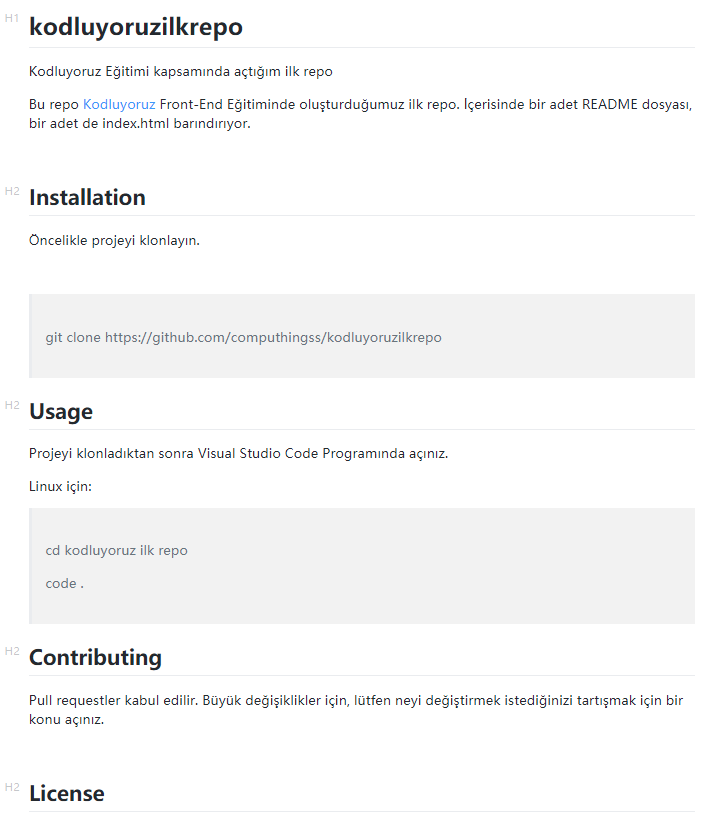 H1
kodluyoruzilkrepo
Kodluyoruz Eğitimi kapsamında açtığım ilk repo
Bu repo Kodluyoruz Front-End Eğitiminde oluşturduğumuz ilk repo. İçerisinde bir adet README dosyası,
bir adet de index.html barındırıyor.
H2
Installation
Öncelikle projeyi klonlayın.
git clone https://github.com/computhingss/kodluyoruzilkrepo
H2
Usage
Projeyi klonladıktan sonra Visual Studio Code Programında açınız.
Linux için:
cd kodluyoruz ilk repo
code .
H2
Contributing
Pull requestler kabul edilir. Büyük değişiklikler için, lütfen neyi değiştirmek istediğinizi tartışmak için bir
konu açınız.
H2
License